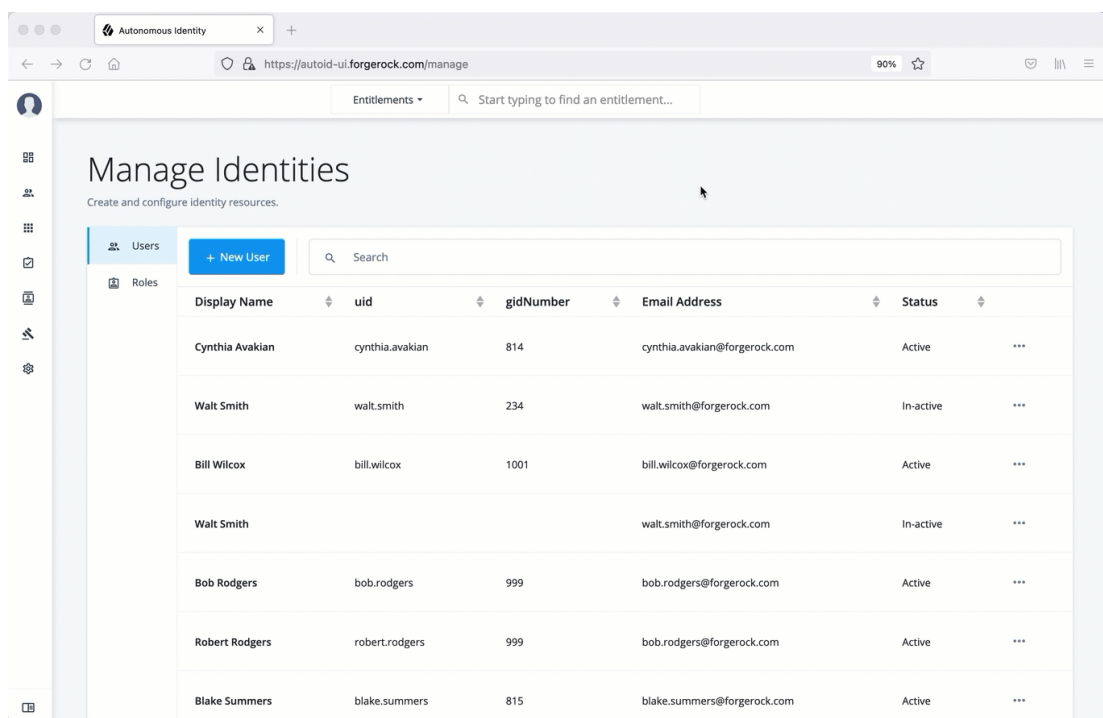 Autonomous Identity
https://autoid-ui.forgerock.com/manage
90%
Entitlements
Start typing to find an entitlement...
Manage Identities
Create and configure identity resources.
Users
Roles
+ New User
Search
Display Name uid gidNumber Email Address Status
Cynthia Avakian cynthia.avakian 814 cynthia.avakian@forgerock.com Active
Walt Smith walt.smith 234 walt.smith@forgerock.com In-active
Bill Wilcox bill.wilcox 1001 bill.wilcox@forgerock.com Active
Walt Smith walt.smith@forgerock.com In-active
Bob Rodgers bob.rodgers 999 bob.rodgers@forgerock.com Active
Robert Rodgers robert.rodgers 999 bob.rodgers@forgerock.com Active
Blake Summers blake.summers 815 blake.summers@forgerock.com Active